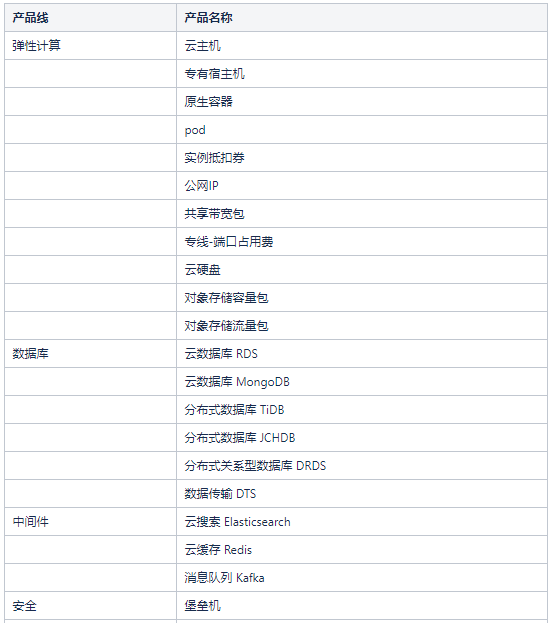 产品线 产品名称
弹性计算 云主机
专有宿主机
原生容器
pod
实例抵扣券
公网IP
共享带宽包
专线-端口占用费
云硬盘
对象存储容量包
对象存储流量包
数据库 云数据库 RDS
云数据库 MongoDB
分布式数据库 TiDB
分布式数据库 JCHDB
分布式关系型数据库 DRDS
数据传输 DTS
中间件 云搜索 Elasticsearch
云缓存 Redis
消息队列 Kafka
安全 堡垒机